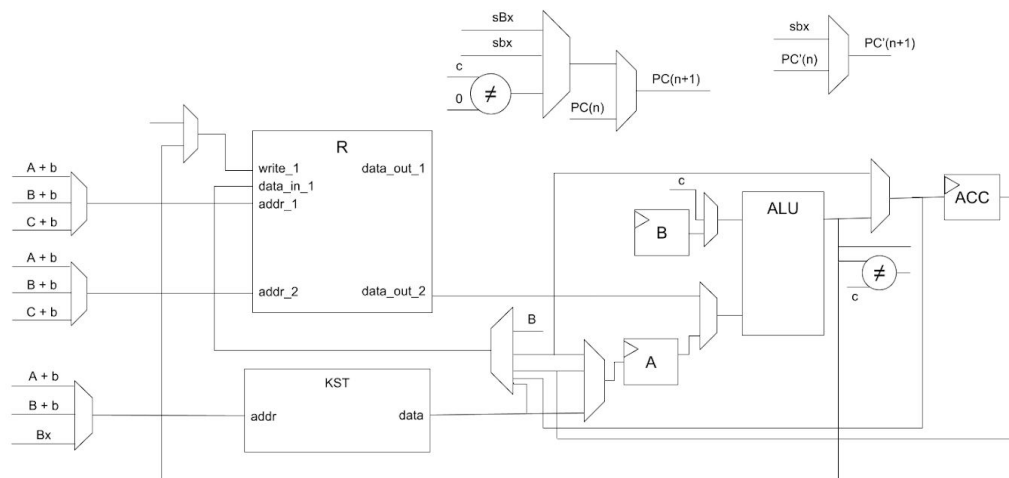 sBx
sbx
c
0
≠
PC(n)
PC(n+1)
sbx
PC'(n)
PC'(n+1)
R
write_1
data_in_1
addr_1
addr_2
data_out_1
data_out_2
A + b
B + b
C + b
A + b
B + b
C + b
A + b
B + b
Bx
KST
addr
data
B
A
c
B
ALU
≠
c
ACC